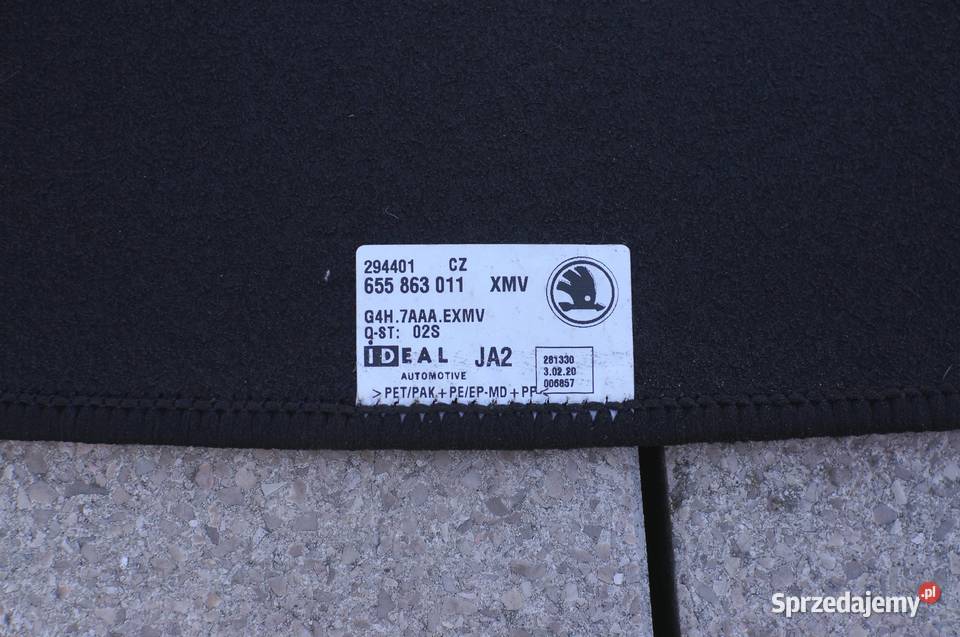 294401 CZ
655 863 011 XMV
G4H.7AAA.EXMV
Q-ST: 02S
IDEAL JA2
AUTOMOTIVE
281330
3.02.20
006857
>PET/PAK+PE/EP-MD+PP<
Sprzedajemy.pl